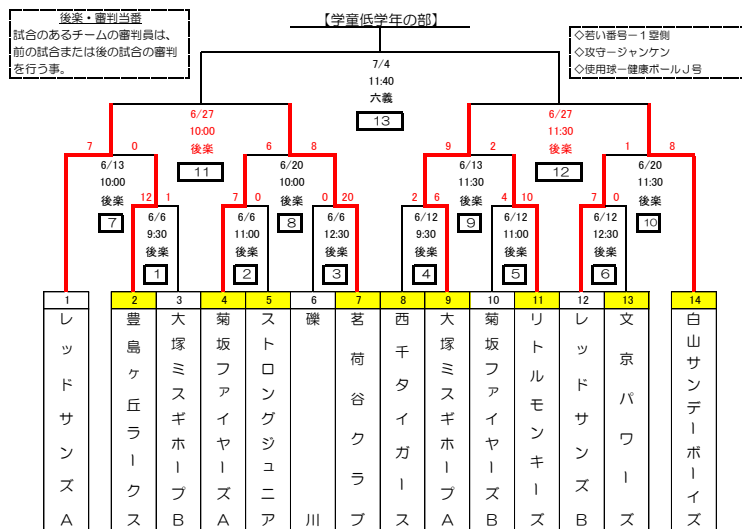 後楽・審判当番
試合のあるチームの審判員は、
前の試合または後の試合の審判
を行う事。
【学童低学年の部】
◇若い番号ー1塁側
◇攻守ージャンケン
◇使用球ー健康ボールJ号
7/4
11:40
六義
13
6/27
10:00
後楽
11
6/27
11:30
後楽
12
7 0
6/13
10:00
後楽
7
6 8
6/20
10:00
後楽
8
9 2
6/13
11:30
後楽
9
1 8
6/20
11:30
後楽
10
12 1
6/6
9:30
後楽
1
7 0
6/6
11:00
後楽
2
0 20
6/6
12:30
後楽
3
2 6
6/12
9:30
後楽
4
4 10
6/12
11:00
後楽
5
7 0
6/12
12:30
後楽
6
1
レッドサンズA
2
豊島ヶ丘ラークス
3
大塚ミスギホープB
4
菊坂ファイヤーズA
5
ストロングジュニア
6
礫川
7
茗荷谷クラブ
8
西千タイガース
9
大塚ミスギホープA
10
菊坂ファイヤーズB
11
リトルモンキーズ
12
レッドサンズB
13
文京パワーズ
14
白山サンデーボーイズ